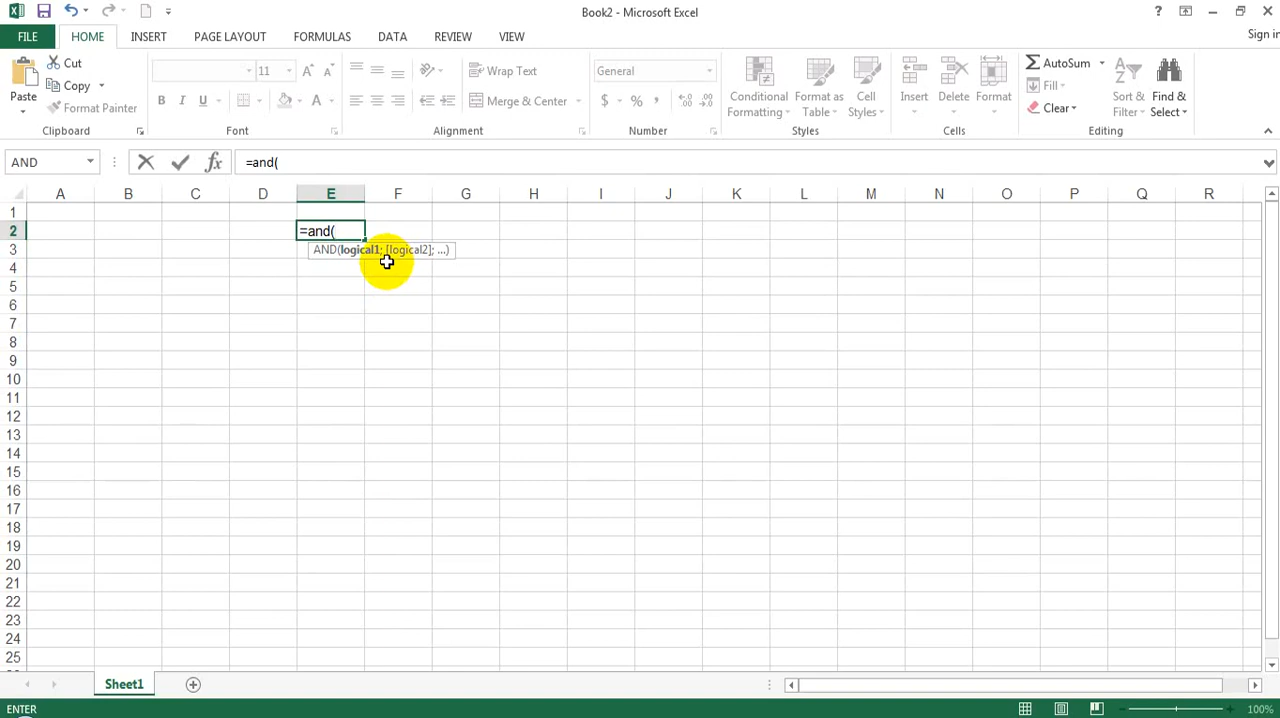 Book2 - Microsoft Excel
FILE HOME INSERT PAGE LAYOUT FORMULAS DATA REVIEW VIEW Sign in
Paste
Cut
Copy
Format Painter
Clipboard
11
A A
B I U A
Font
Wrap Text
Merge & Center
Alignment
General
$ % ,
Number
Conditional Formatting
Format as Table
Cell Styles
Styles
Insert
Delete
Format
Cells
AutoSum
Fill
Clear
Sort & Filter
Find & Select
Editing
AND fx =and(
A B C D E F G H I J K L M N O P Q R
1
2 =and(
3 AND(logical1; [logical2]; ...)
4
5
6
7
8
9
10
11
12
13
14
15
16
17
18
19
20
21
22
23
24
25
Sheet1
ENTER 100%